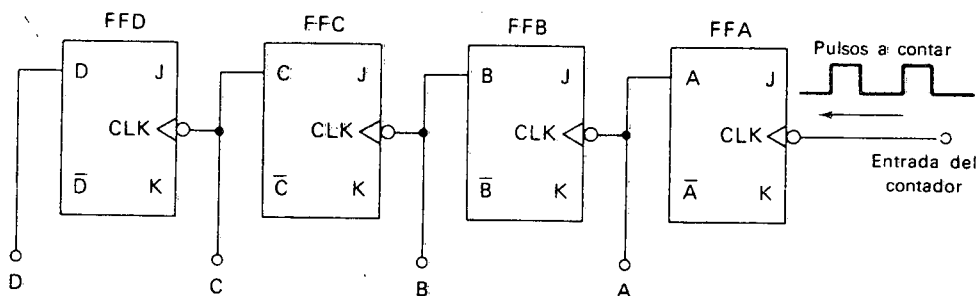 FFD
FFC
FFB
FFA
Pulsos a contar
D J
C J
B J
A J
CLK
CLK
CLK
CLK
Entrada del
contador
D̅ K
C̅ K
B̅ K
A̅ K
D
C
B
A